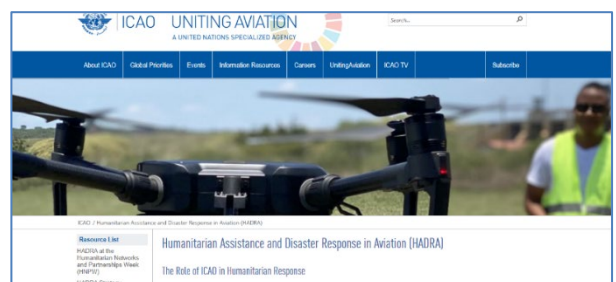 ICAO
UNITING AVIATION
A UNITED NATIONS SPECIALIZED AGENCY
Search...
About ICAO
Global Priorities
Events
Information Resources
Careers
UnitingAviation
ICAO TV
Subscribe
ICAO / Humanitarian Assistance and Disaster Response in Aviation (HADRA)
Resource List
HADRA at the
Humanitarian Networks
and Partnerships Week
(HNPW)
Humanitarian Assistance and Disaster Response in Aviation (HADRA)
The Role of ICAO in Humanitarian Response